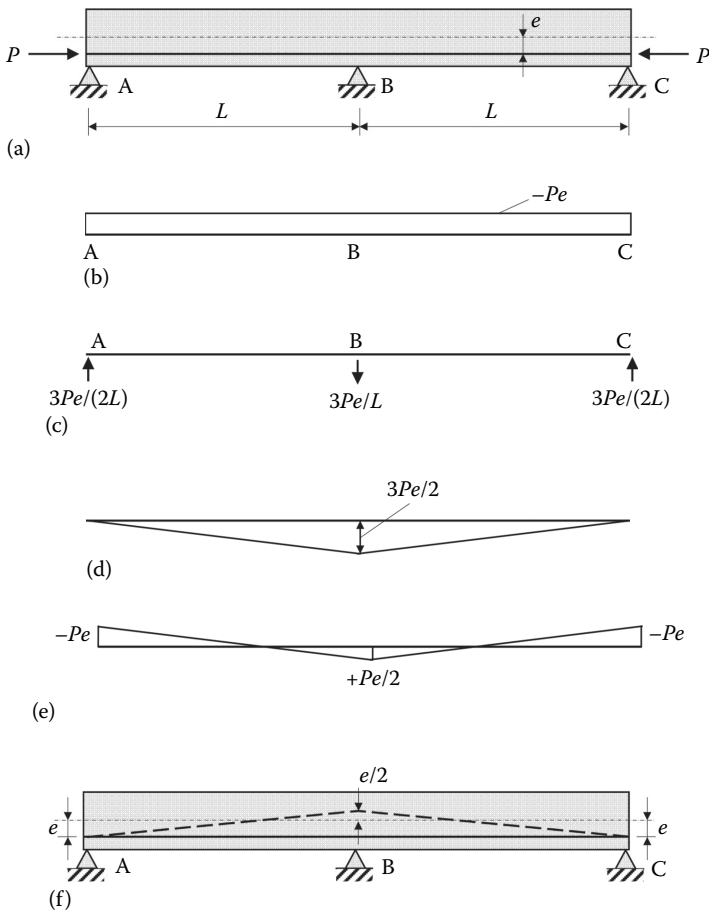 e
P
P
A
B
C
L
L
(a)
−Pe
A
B
C
(b)
A
B
C
3Pe/(2L)
3Pe/L
3Pe/(2L)
(c)
3Pe/2
(d)
−Pe
−Pe
+Pe/2
(e)
e/2
e
e
A
B
C
(f)